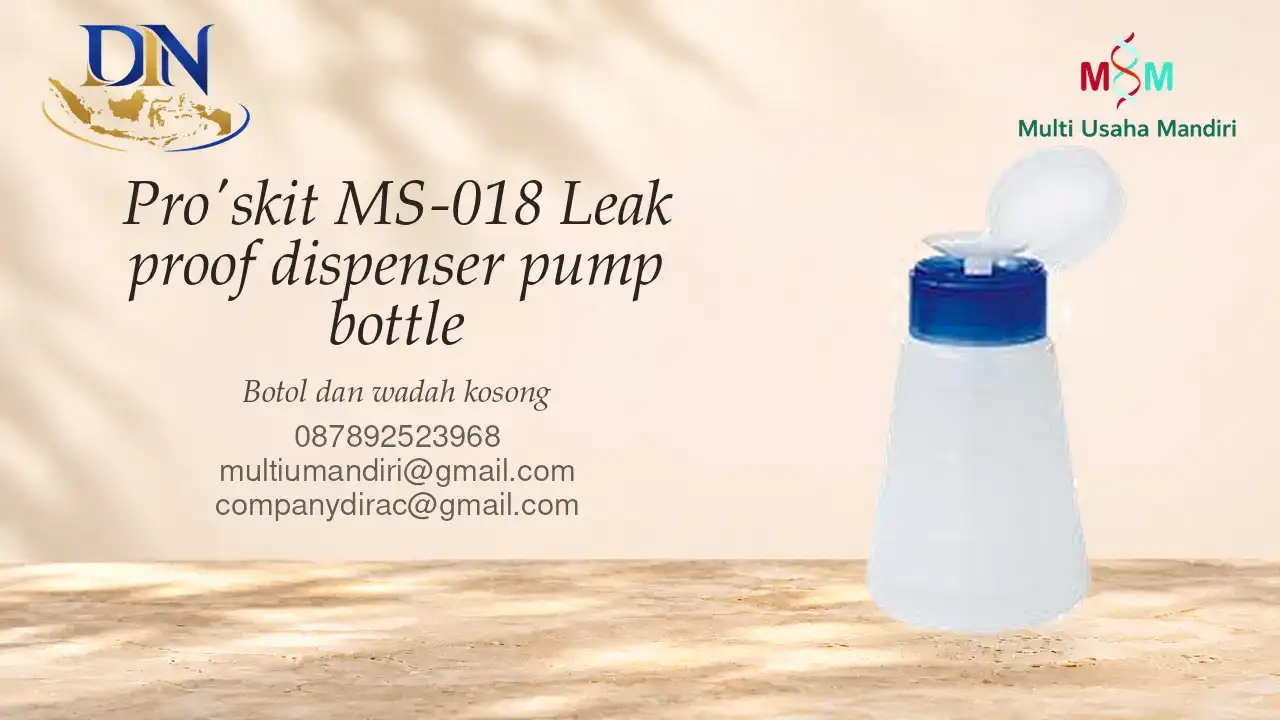 DN
M M
Multi Usaha Mandiri
Pro'skit MS-018 Leak
proof dispenser pump
bottle
Botol dan wadah kosong
087892523968
multiumandiri@gmail.com
companydirac@gmail.com